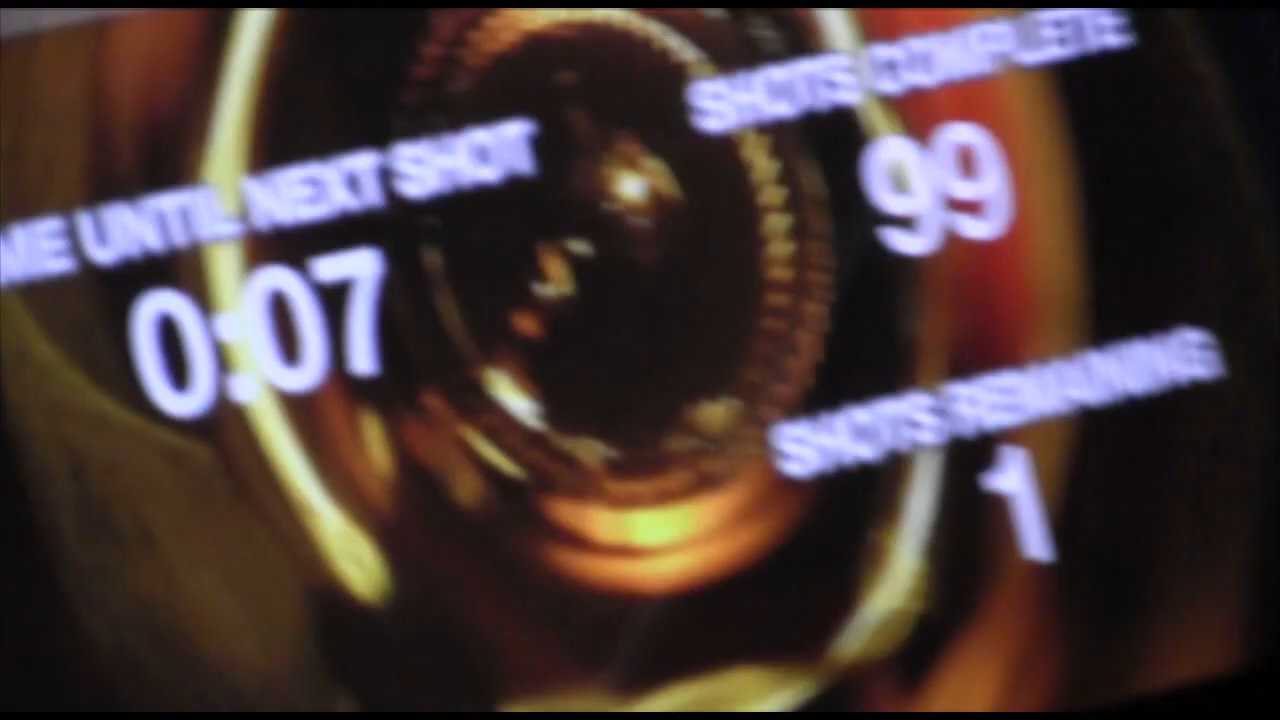 SHOTS COMPLETE
99
ME UNTIL NEXT SHOT
0:07
SHOTS REMAINING
1